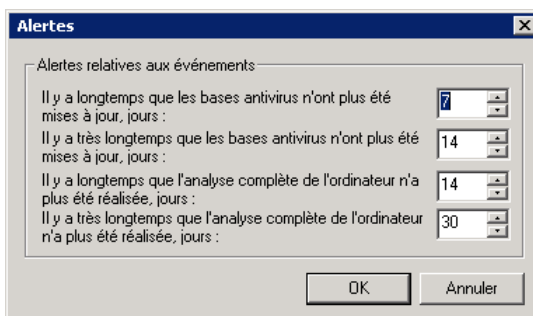 Alertes
Alertes relatives aux événements
Il y a longtemps que les bases antivirus n'ont plus été
mises à jour, jours :
7
Il y a très longtemps que les bases antivirus n'ont plus été
mises à jour, jours :
14
Il y a longtemps que l'analyse complète de l'ordinateur n'a
plus été réalisée, jours :
14
Il y a très longtemps que l'analyse complète de l'ordinateur
n'a plus été réalisée, jours :
30
OK
Annuler